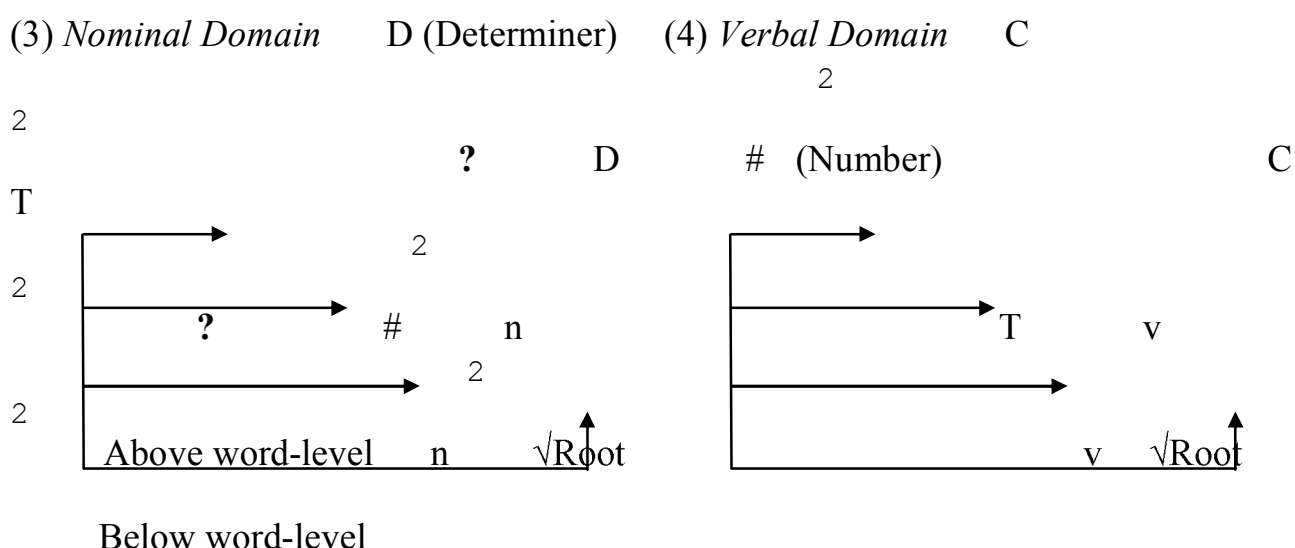 (3) Nominal Domain D (Determiner) (4) Verbal Domain C
2
2
? D # (Number) C
T
2
2
? # n T v
2
2
Above word-level n √Root v √Root
Below word-level